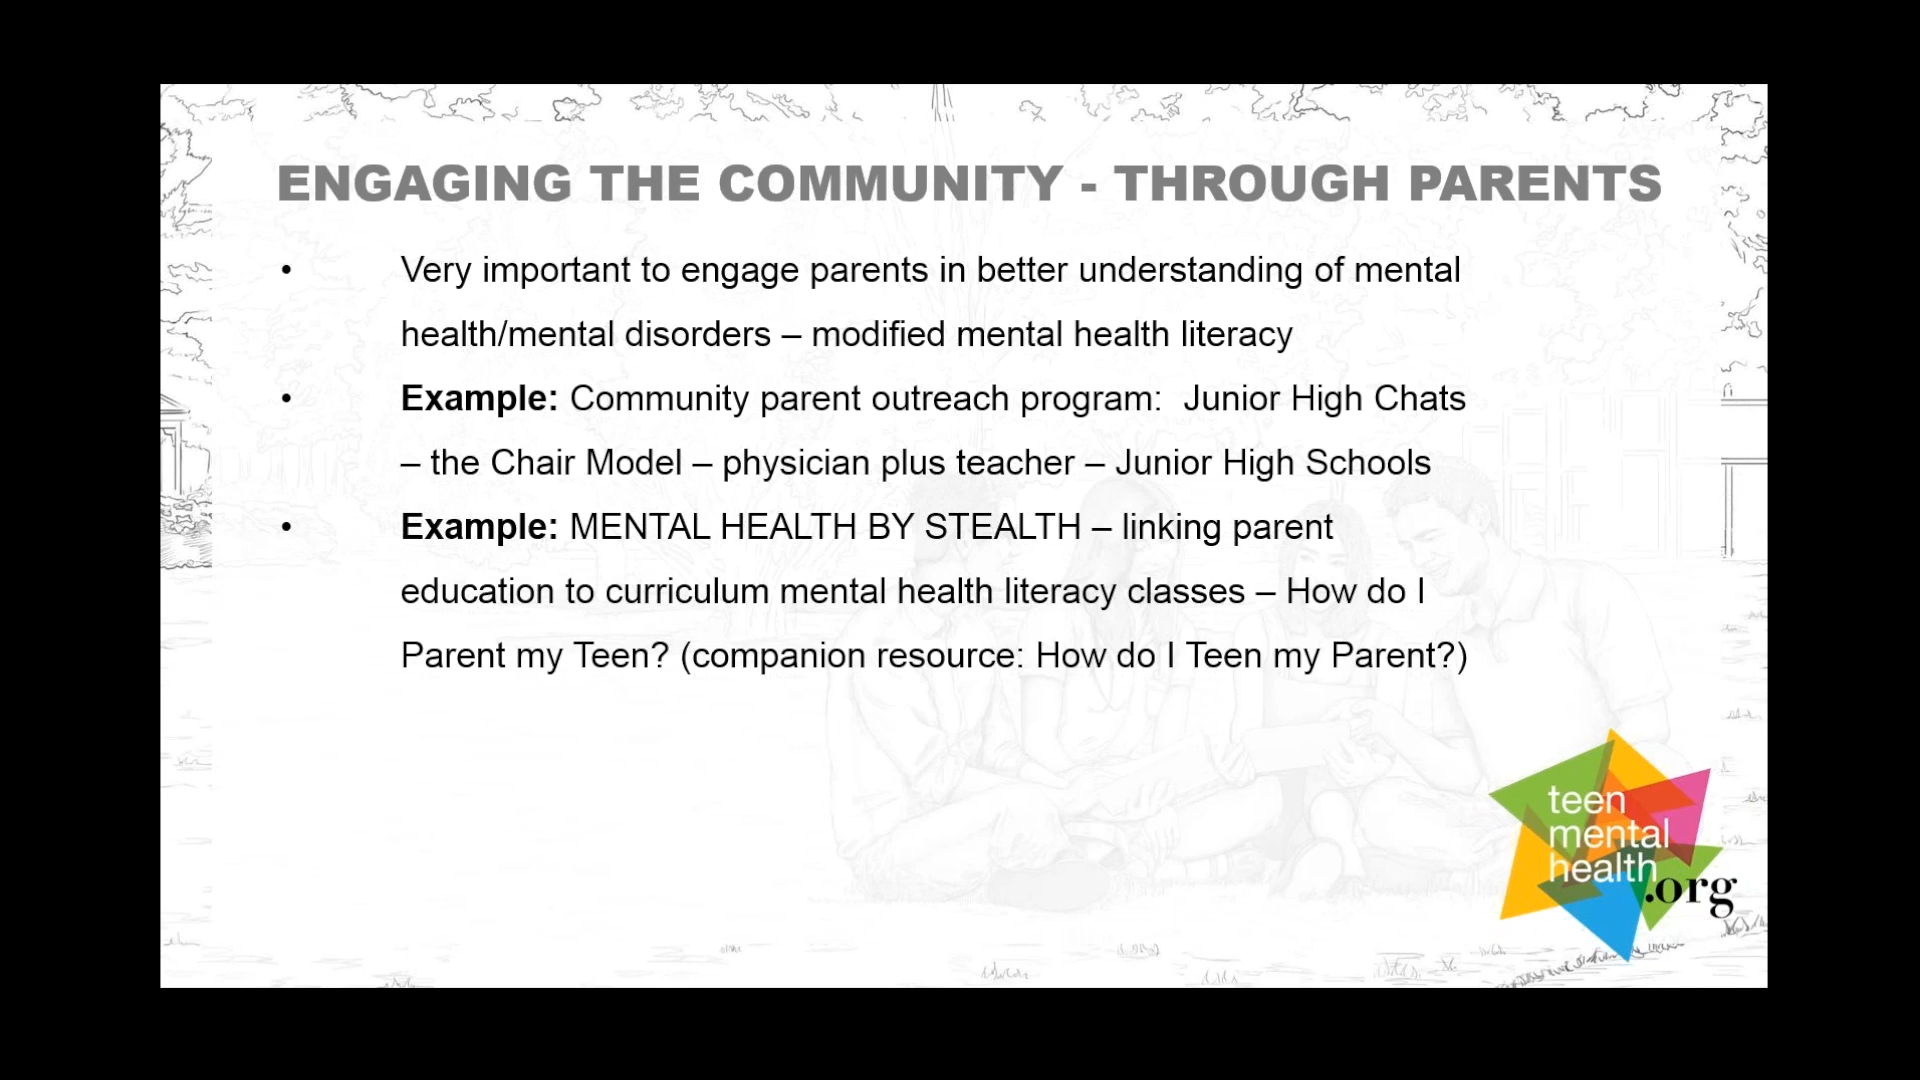 ENGAGING THE COMMUNITY - THROUGH PARENTS
• Very important to engage parents in better understanding of mental
health/mental disorders – modified mental health literacy
• Example: Community parent outreach program:  Junior High Chats
– the Chair Model – physician plus teacher – Junior High Schools
• Example: MENTAL HEALTH BY STEALTH – linking parent
education to curriculum mental health literacy classes – How do I
Parent my Teen? (companion resource: How do I Teen my Parent?)
teen
mental
health
.org